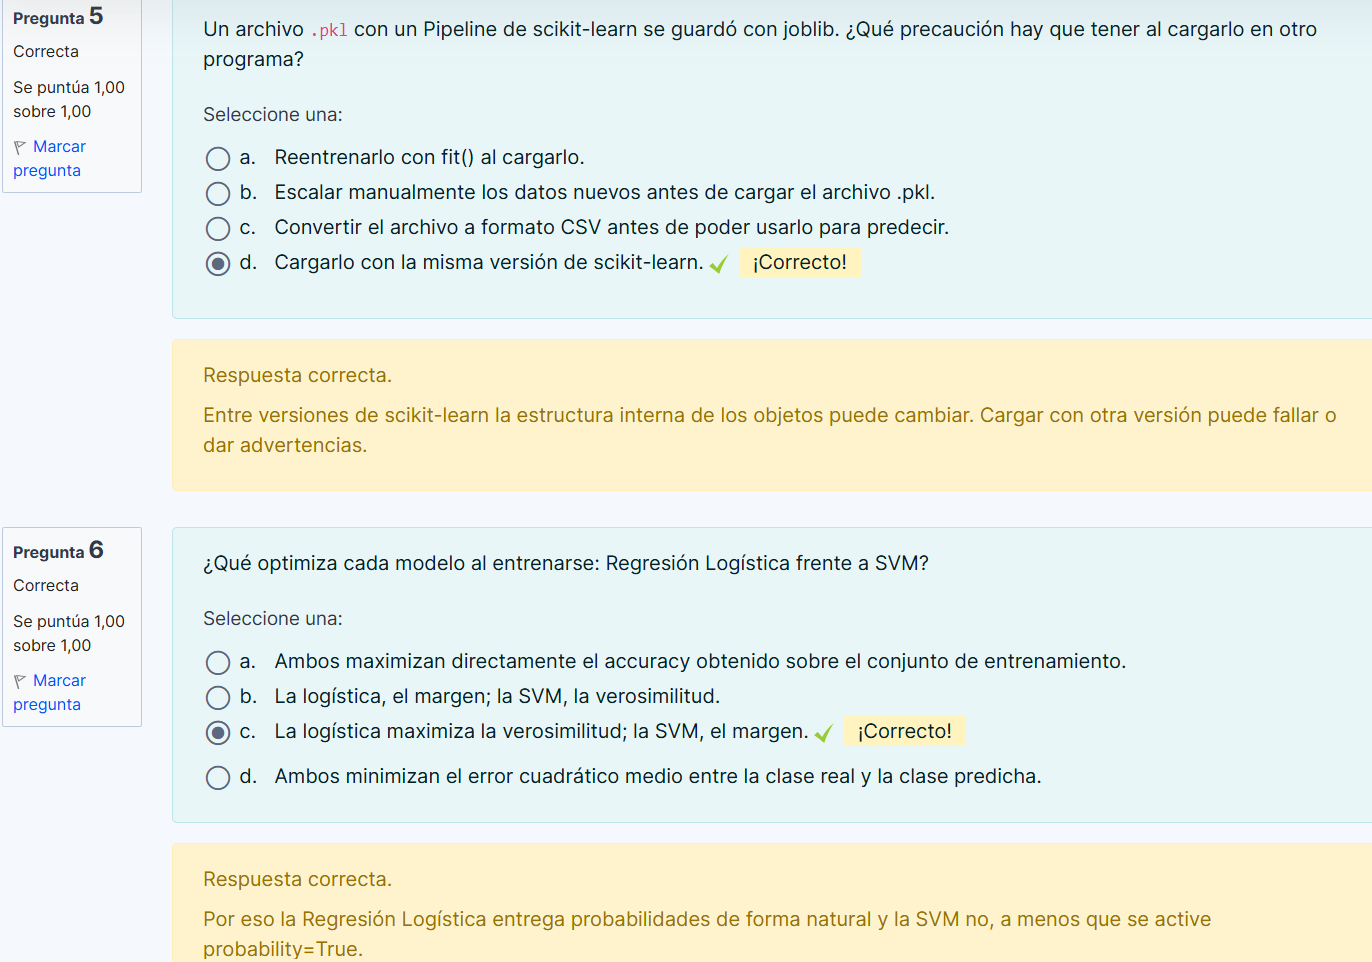 Pregunta 5
Correcta
Se puntúa 1,00
sobre 1,00
Marcar
pregunta
Un archivo .pkl con un Pipeline de scikit-learn se guardó con joblib. ¿Qué precaución hay que tener al cargarlo en otro
programa?
Seleccione una:
a. Reentrenarlo con fit() al cargarlo.
b. Escalar manualmente los datos nuevos antes de cargar el archivo .pkl.
c. Convertir el archivo a formato CSV antes de poder usarlo para predecir.
d. Cargarlo con la misma versión de scikit-learn. ¡Correcto!
Respuesta correcta.
Entre versiones de scikit-learn la estructura interna de los objetos puede cambiar. Cargar con otra versión puede fallar o
dar advertencias.
Pregunta 6
Correcta
Se puntúa 1,00
sobre 1,00
Marcar
pregunta
¿Qué optimiza cada modelo al entrenarse: Regresión Logística frente a SVM?
Seleccione una:
a. Ambos maximizan directamente el accuracy obtenido sobre el conjunto de entrenamiento.
b. La logística, el margen; la SVM, la verosimilitud.
c. La logística maximiza la verosimilitud; la SVM, el margen. ¡Correcto!
d. Ambos minimizan el error cuadrático medio entre la clase real y la clase predicha.
Respuesta correcta.
Por eso la Regresión Logística entrega probabilidades de forma natural y la SVM no, a menos que se active
probability=True.